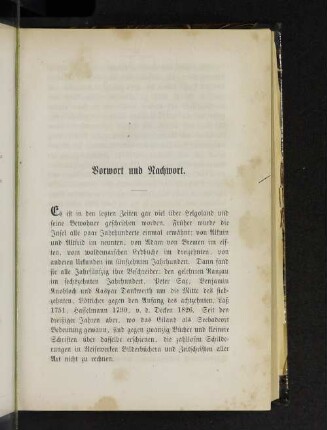 Vorwort und Nachwort.
Es ist in den letzten Zeiten gar viel über Helgoland und
seine Bewohner geschrieben worden. Früher wurde die
Insel alle paar Jahrhunderte einmal erwähnt: von Alkuin
und Altfrid im neunten, von Adam von Bremen im elf-
ten, vom waldemarischen Erdbuche im dreizehnten, von
anderen Urkunden im fünfzehnten Jahrhundert. Dann fand
sie alle Jahrfünfzig ihre Beschreiber: den gelehrten Ranzau
im sechzehnten Jahrhundert, Peter Sax, Benjamin
Knobloch und Kaspar Dankwerth um die Mitte des sieb-
zehnten, Böttcher gegen den Anfang des achtzehnten, Laß
1751, Hasselmann 1790, v. d. Decken 1826. Seit den
dreißiger Jahren aber, wo das Eiland als Seebadeort
Bedeutung gewann, sind gegen zwanzig Bücher und kleinere
Schriften über dasselbe erschienen, die zahllosen Schilde-
rungen in Reisewerken Bilderbüchern und Zeitschriften aller
Art nicht zu rechnen.